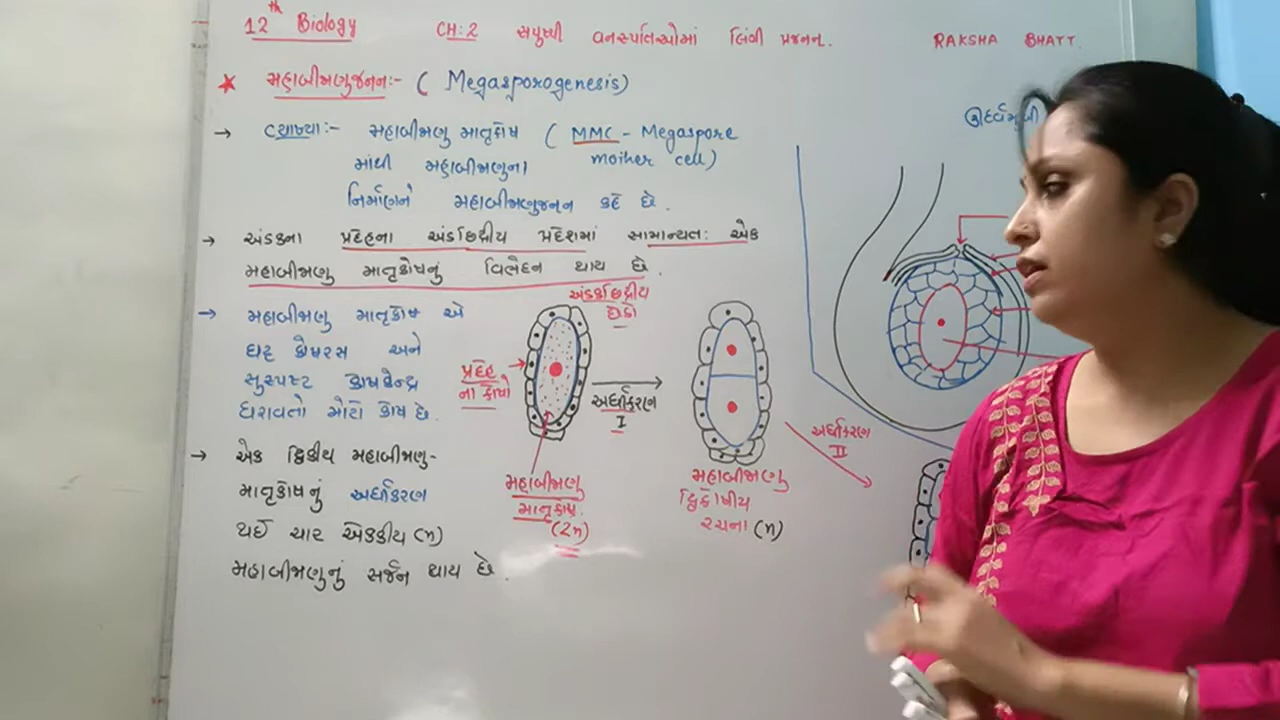 12th Biology CH:2 સપુષ્પી વનસ્પતિઓમાં લિંગી પ્રજનન. RAKSHA BHATT.
★ મહાબીજાણુજનન:- (Megasporogenesis)
→ વ્યાખ્યા:- મહાબીજાણુ માતૃકોષ (MMC - Megaspore
mother cell)
માંથી મહાબીજાણુના
નિર્માણને મહાબીજાણુજનન કહે છે.
→ અંડકના પ્રદેહના અંડકછિદ્રીય પ્રદેશમાં સામાન્યત: એક
મહાબીજાણુ માતૃકોષનું વિભેદન થાય છે.
→ મહાબીજાણુ માતૃકોષ એ
ઘટ્ટ કોષરસ અને
સુસ્પષ્ટ કોષકેન્દ્ર
ધરાવતો મોટો કોષ છે.
→ એક દ્વિકીય મહાબીજાણુ-
માતૃકોષનું અર્ધીકરણ
થઈ ચાર એકકીય (n)
મહાબીજાણુનું સર્જન થાય છે.
અંડકછિદ્રીય
છેડો
પ્રદેહ
ના કોષો
અર્ધીકરણ
I
મહાબીજાણુ
માતૃકોષ
(2n)
મહાબીજાણુ
દ્વિકોષીય
રચના (n)
અર્ધીકરણ
II